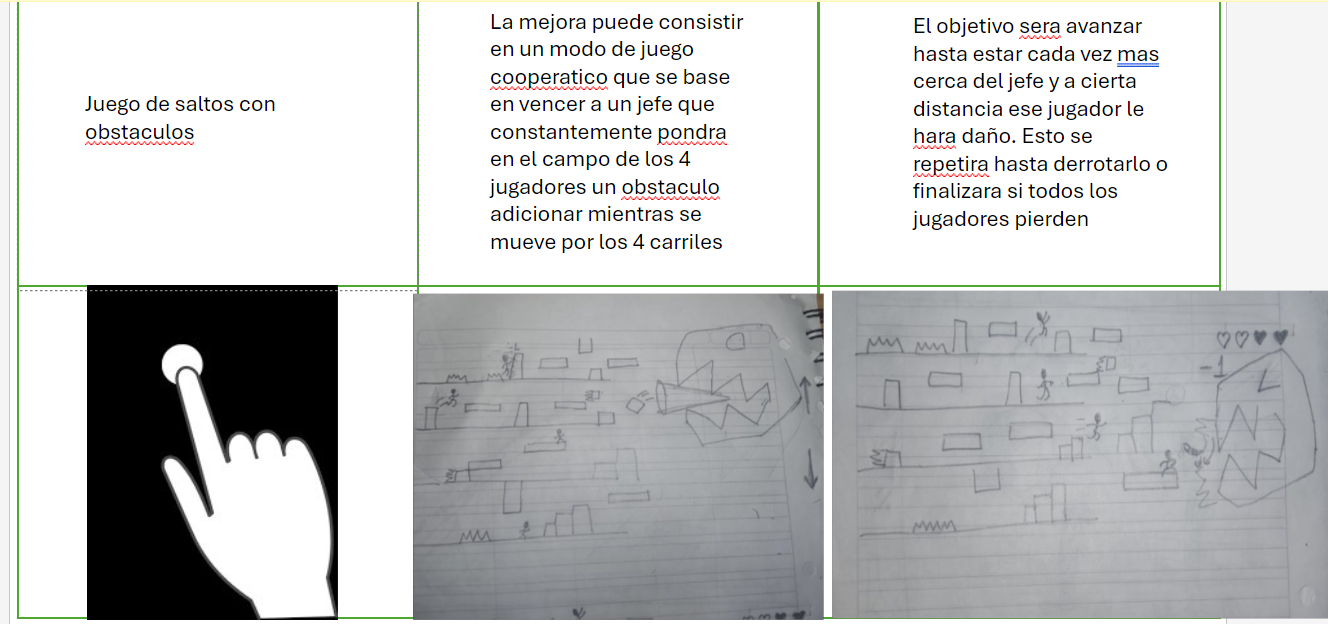 Juego de saltos con
obstaculos
La mejora puede consistir
en un modo de juego
cooperatico que se base
en vencer a un jefe que
constantemente pondra
en el campo de los 4
jugadores un obstaculo
adicionar mientras se
mueve por los 4 carriles
El objetivo sera avanzar
hasta estar cada vez mas
cerca del jefe y a cierta
distancia ese jugador le
hara daño. Esto se
repetira hasta derrotarlo o
finalizara si todos los
jugadores pierden
-1